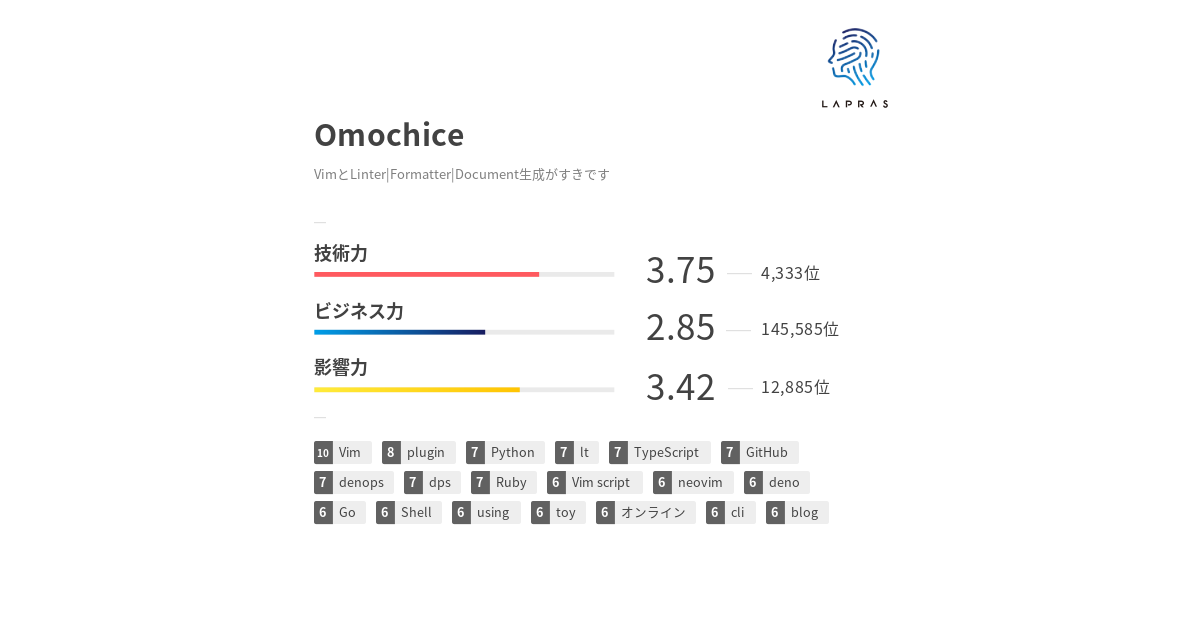 LAPRAS
Omochice
VimとLinter|Formatter|Document生成がすきです
技術力
3.75 4,333位
ビジネス力
2.85 145,585位
影響力
3.42 12,885位
10 Vim 8 plugin 7 Python 7 lt 7 TypeScript 7 GitHub
7 denops 7 dps 7 Ruby 6 Vim script 6 neovim 6 deno
6 Go 6 Shell 6 using 6 toy 6 オンライン 6 cli 6 blog